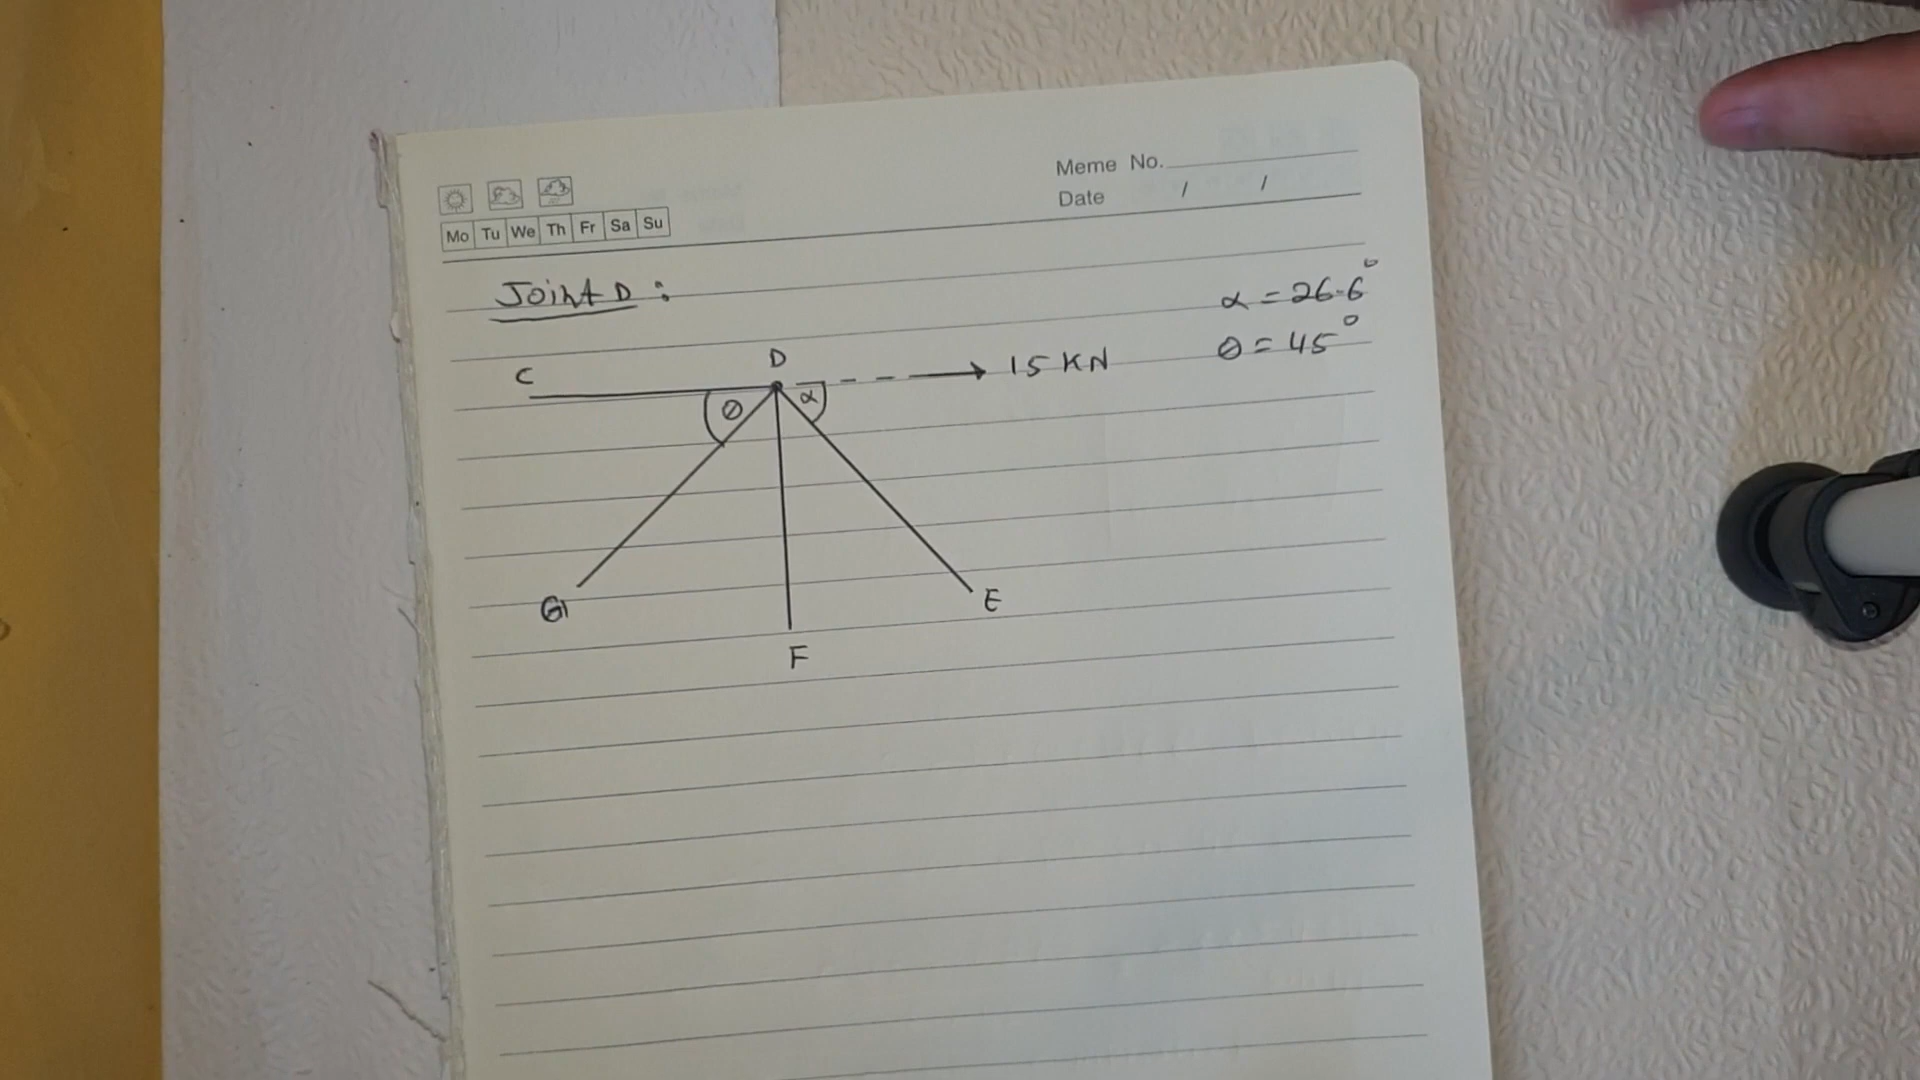 Meme No.
Date / /
Mo Tu We Th Fr Sa Su
Joint D :
α = 26.6°
θ = 45°
D
C
15 KN
θ
α
G
E
F